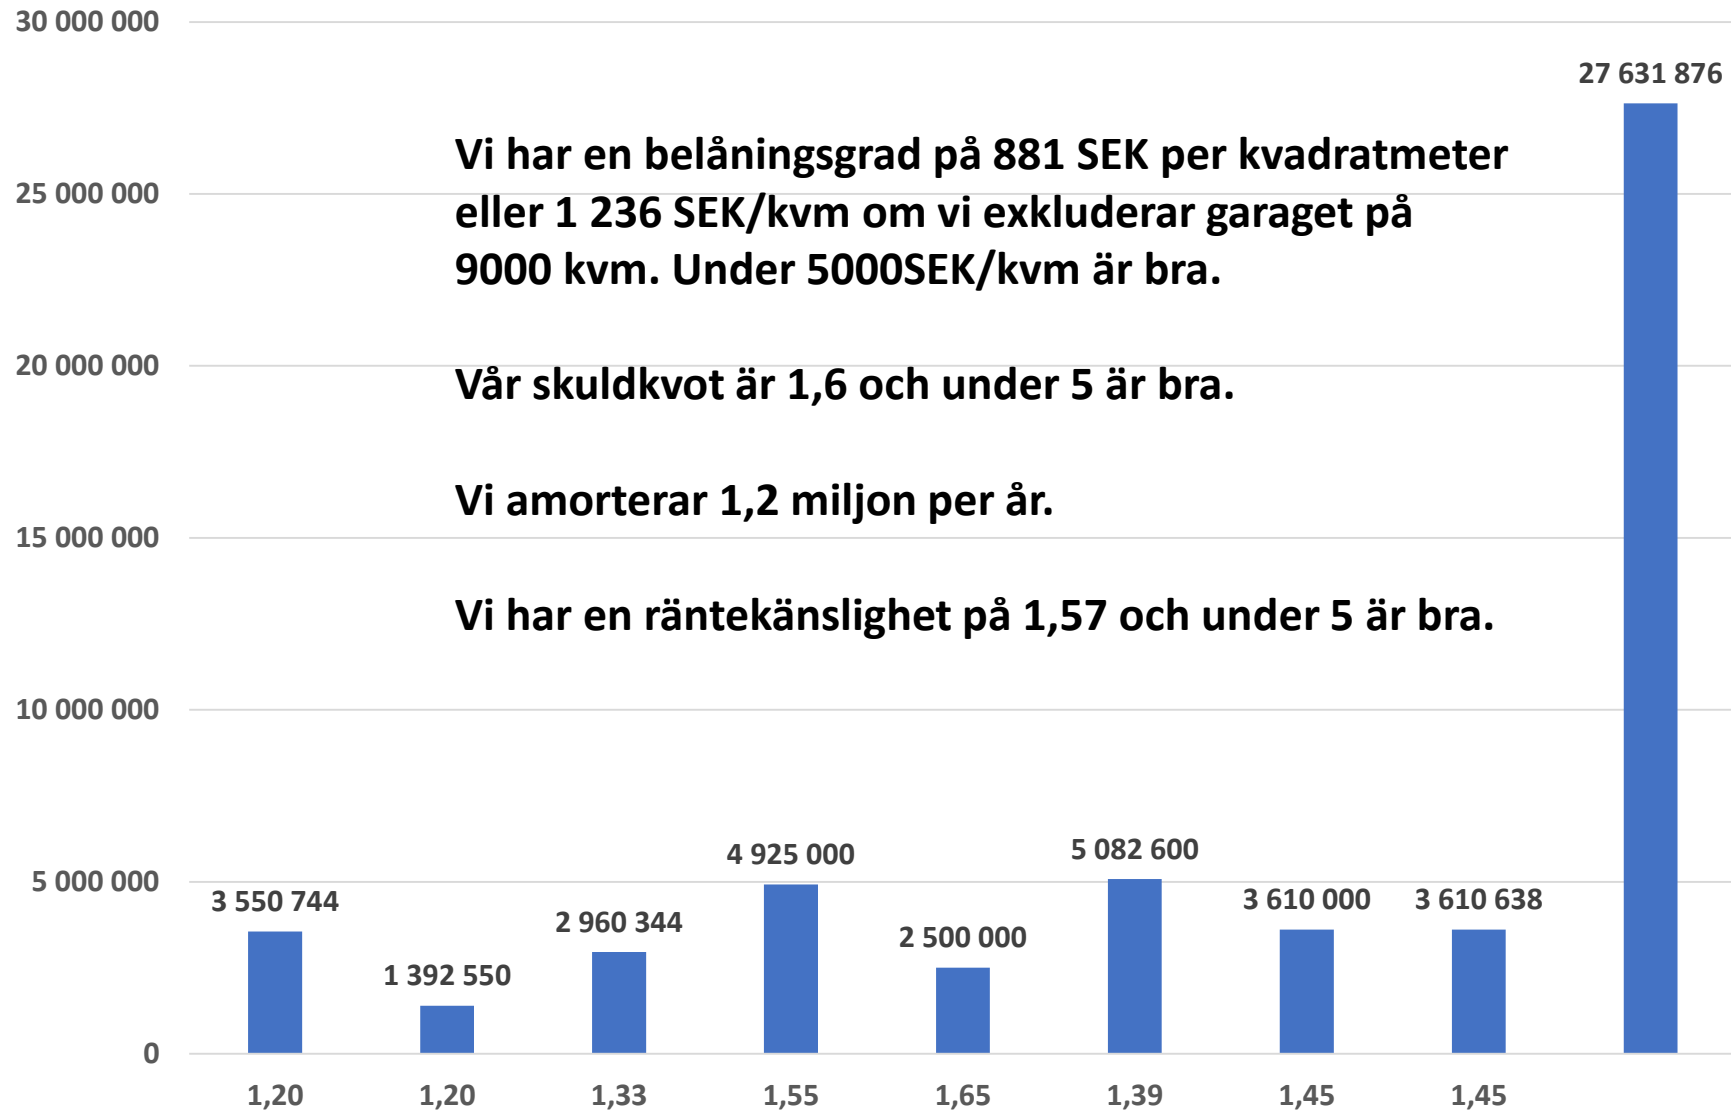 30 000 000
27 631 876
Vi har en belåningsgrad på 881 SEK per kvadratmeter
25 000 000
eller 1 236 SEK/kvm om vi exkluderar garaget på
9000 kvm. Under 5000SEK/kvm är bra.
20 000 000
Vår skuldkvot är 1,6 och under 5 är bra.
Vi amorterar 1,2 miljon per år.
15 000 000
Vi har en räntekänslighet på 1,57 och under 5 är bra.
10 000 000
5 000 000
3 550 744
1 392 550
2 960 344
4 925 000
2 500 000
5 082 600
3 610 000
3 610 638
0
1,20 1,20 1,33 1,55 1,65 1,39 1,45 1,45